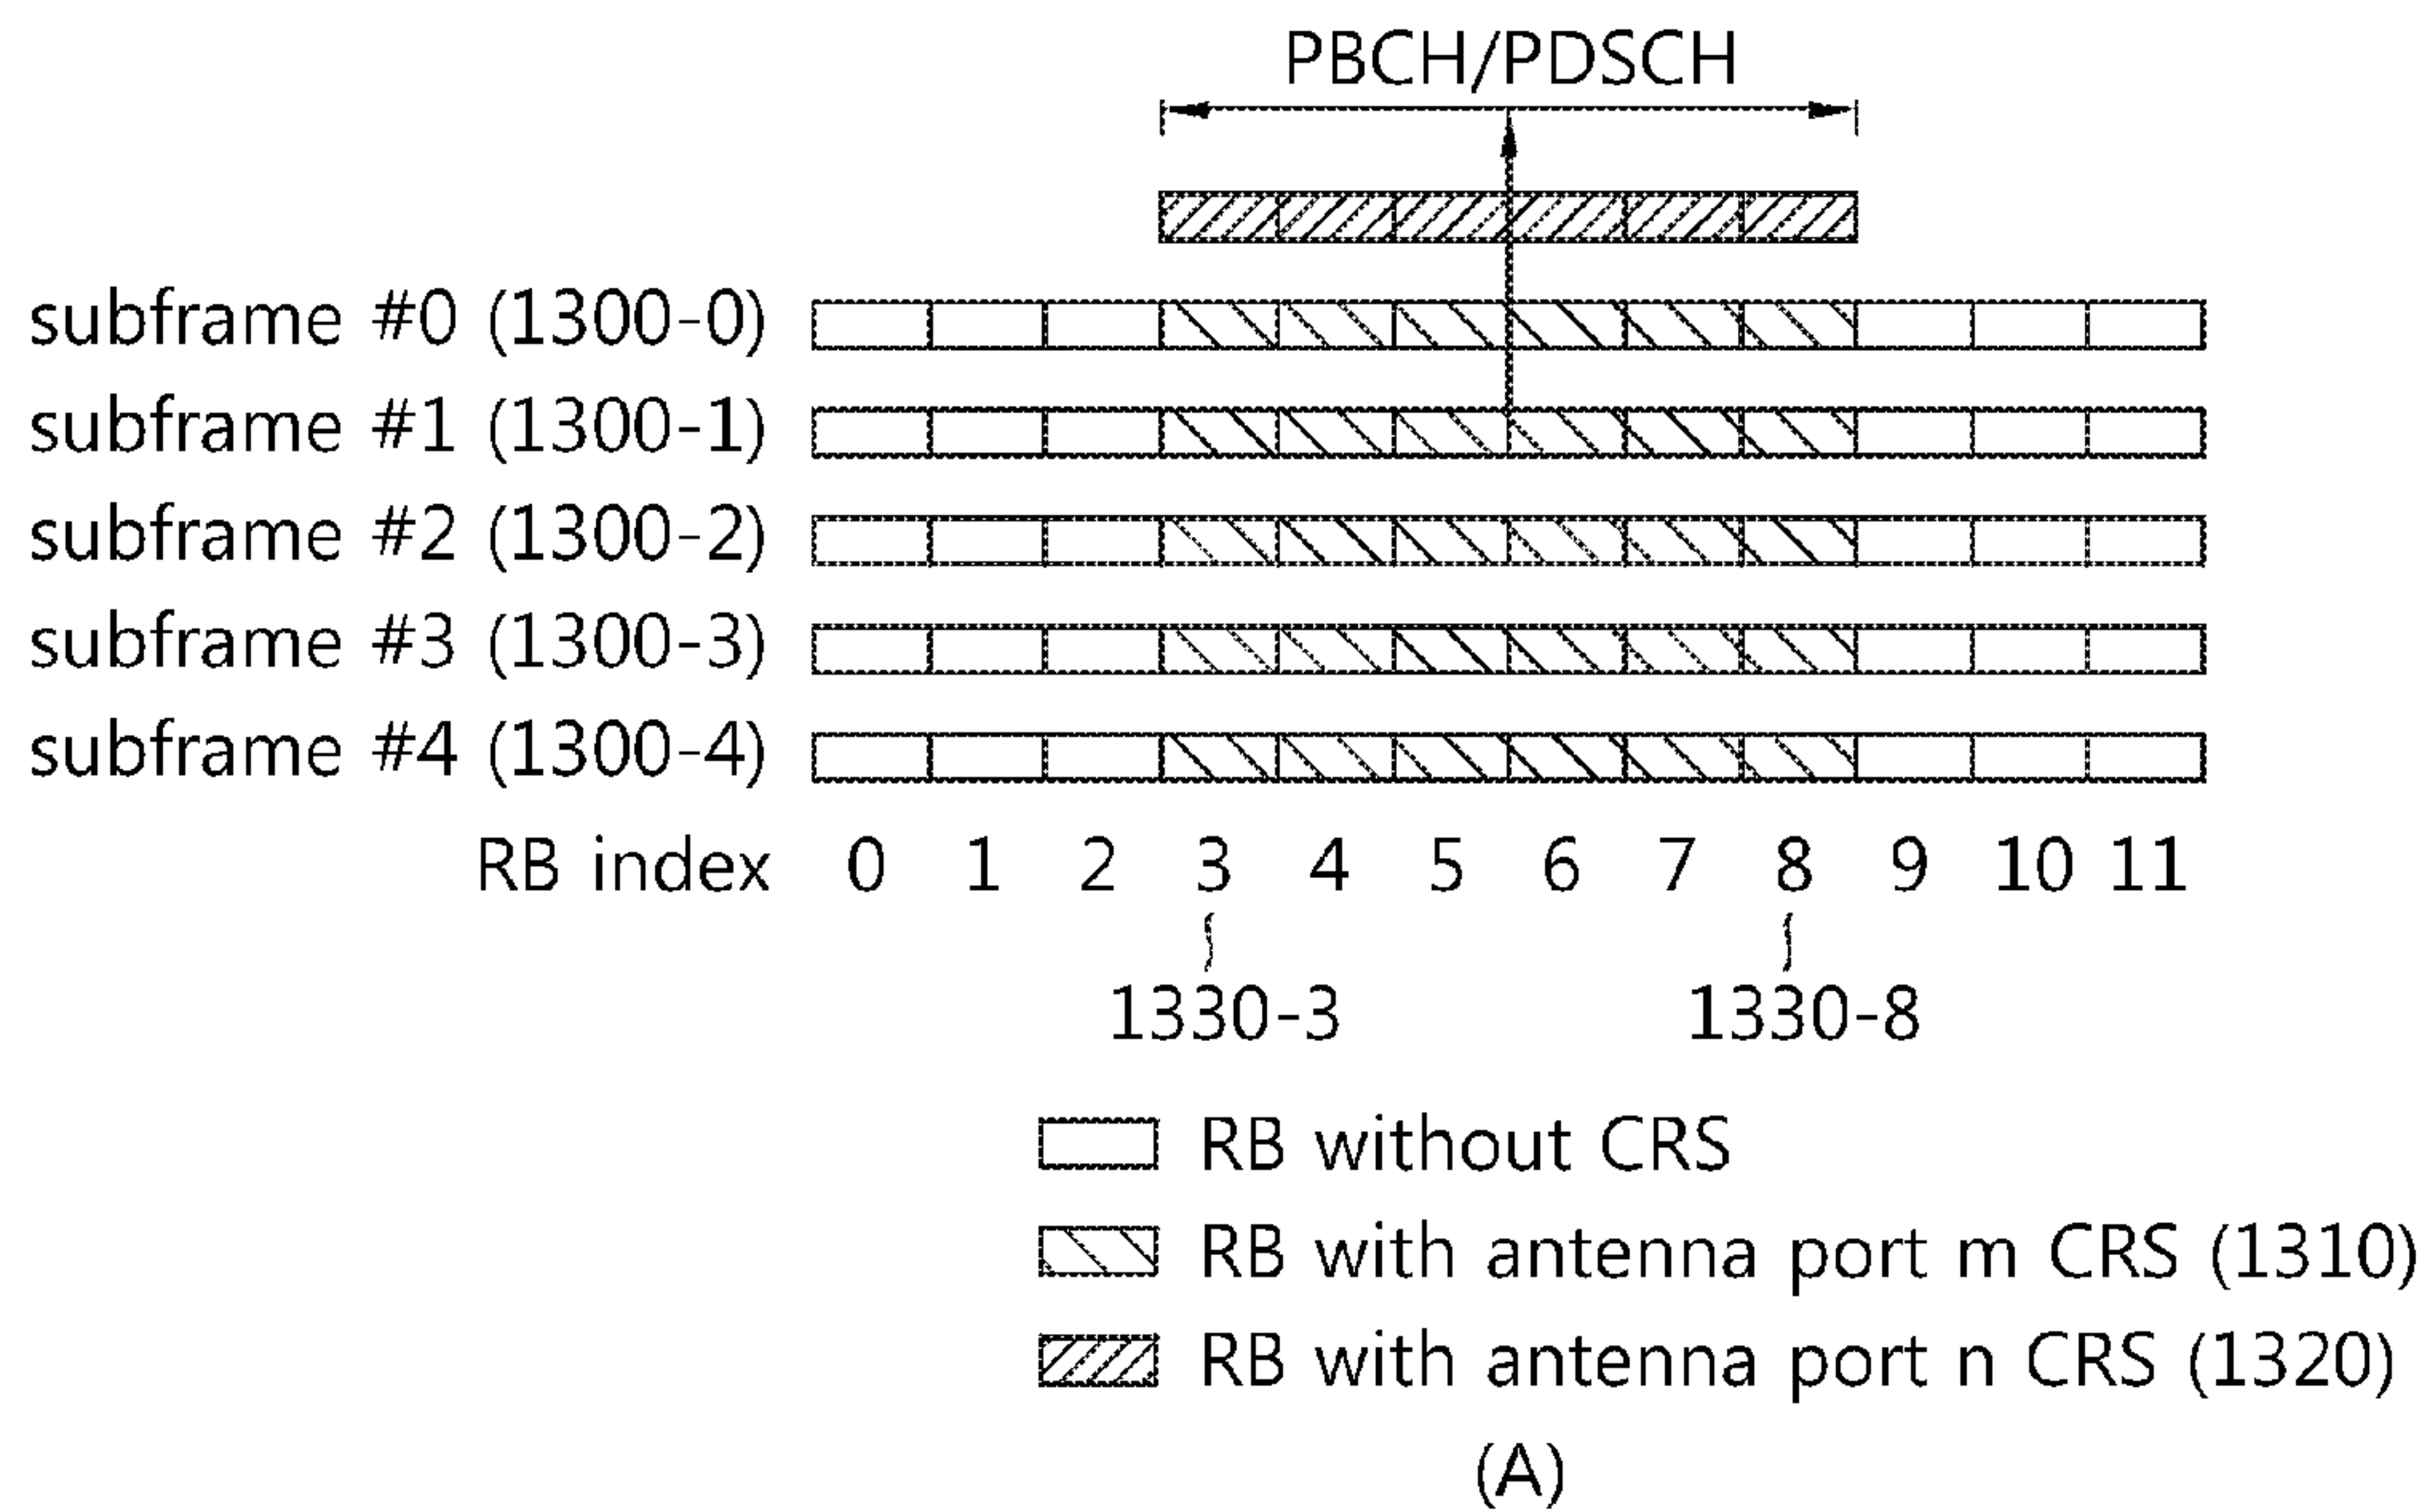 PBCH/PDSCH
subframe #0 (1300-0)
subframe #1 (1300-1)
subframe #2 (1300-2)
subframe #3 (1300-3)
subframe #4 (1300-4)
RB index 0 1 2 3 4 5 6 7 8 9 10 11
1330-3 1330-8
RB without CRS
RB with antenna port m CRS (1310)
RB with antenna port n CRS (1320)
(A)